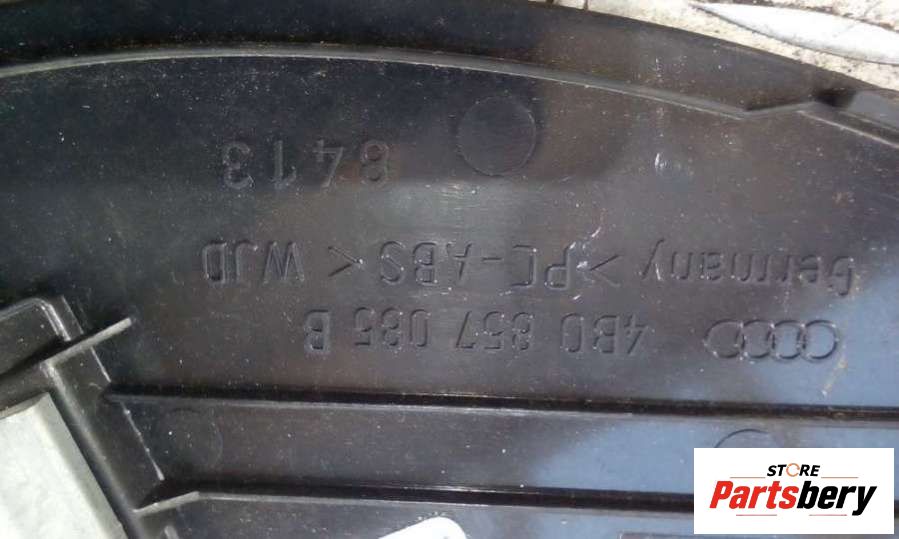 4B0 857 085 B
Germany >PC-ABS< WJD
8413
STORE
Partsbery